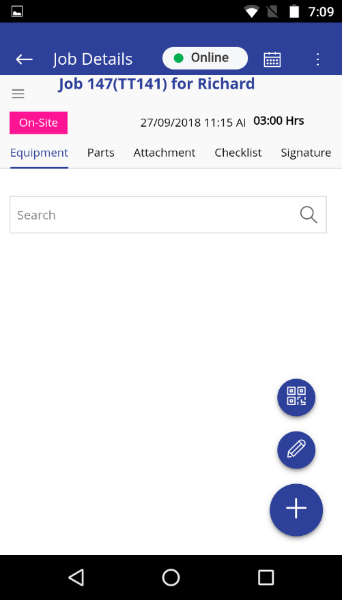 7:09
Job Details
Online
Job 147(TT141) for Richard
On-Site
27/09/2018 11:15 AI
03:00 Hrs
Equipment Parts Attachment Checklist Signature
Search